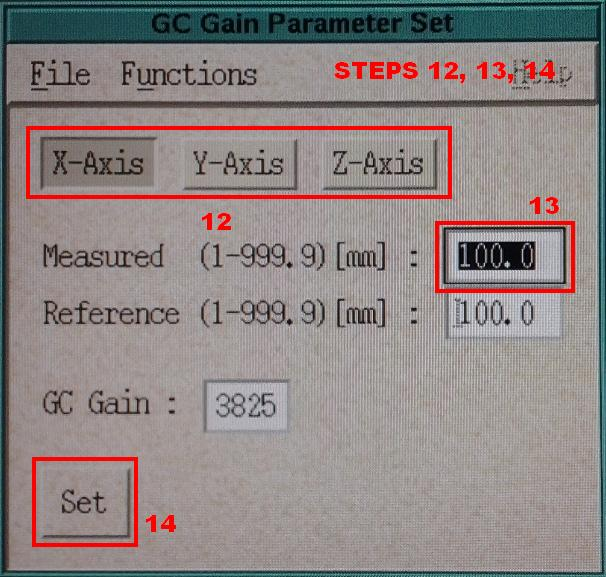 GC Gain Parameter Set
File Functions Help
STEPS 12, 13, 14
X-Axis Y-Axis Z-Axis
12
13
Measured (1-999.9)[mm] : 100.0
Reference (1-999.9)[mm] : 100.0
GC Gain : 3825
Set
14